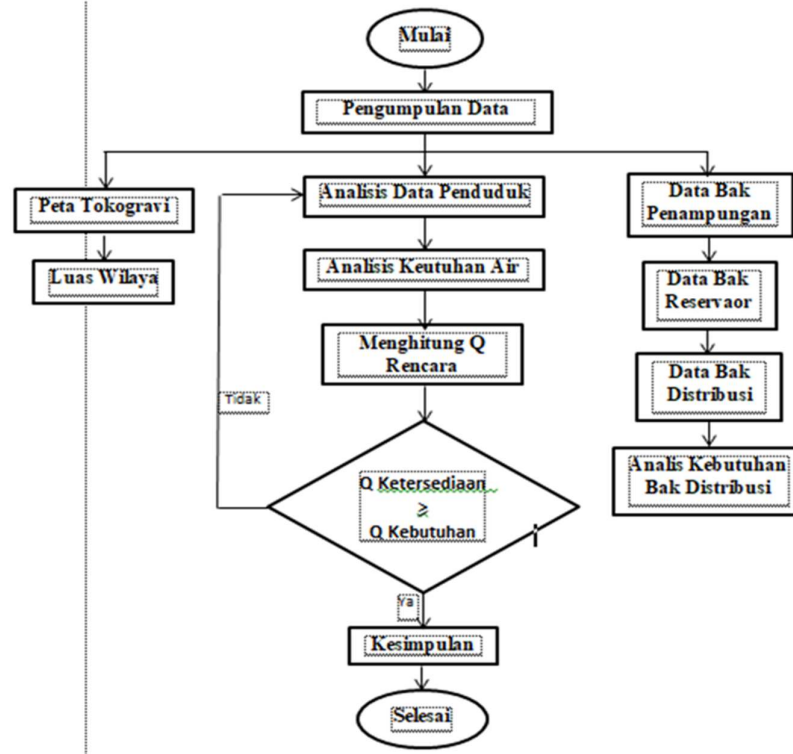 Mulai
Pengumpulan Data
Peta Tokogravi
Luas Wilaya
Analisis Data Penduduk
Analisis Keutuhan Air
Menghitung Q
Rencara
Tidak
Q Ketersediaan
≥
Q Kebutuhan
Ya
Kesimpulan
Selesai
Data Bak
Penampungan
Data Bak
Reservaor
Data Bak
Distribusi
Analis Kebutuhan
Bak Distribusi